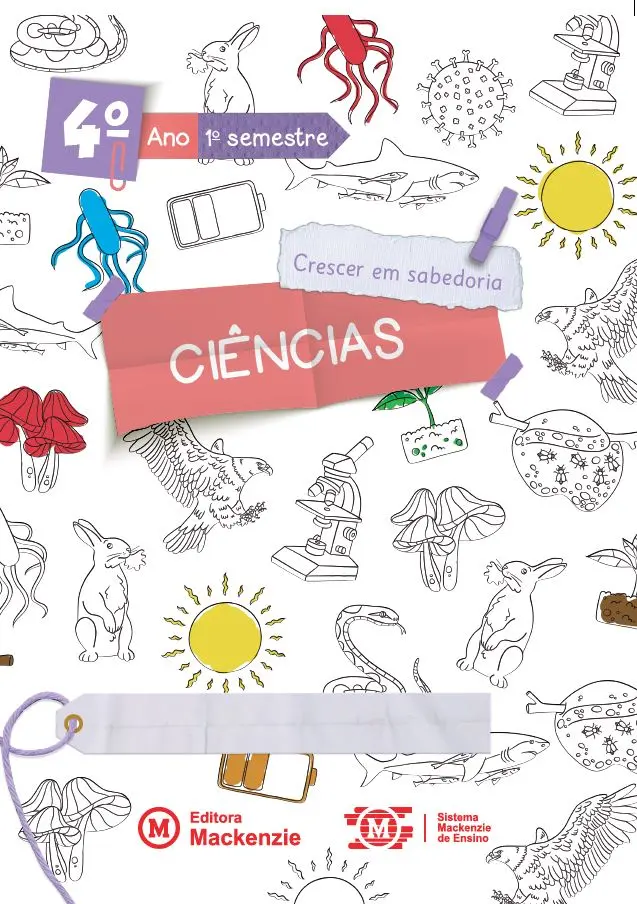 4º
Ano 1º semestre
Crescer em sabedoria
CIÊNCIAS
M
Editora
Mackenzie
M
Sistema
Mackenzie
de Ensino